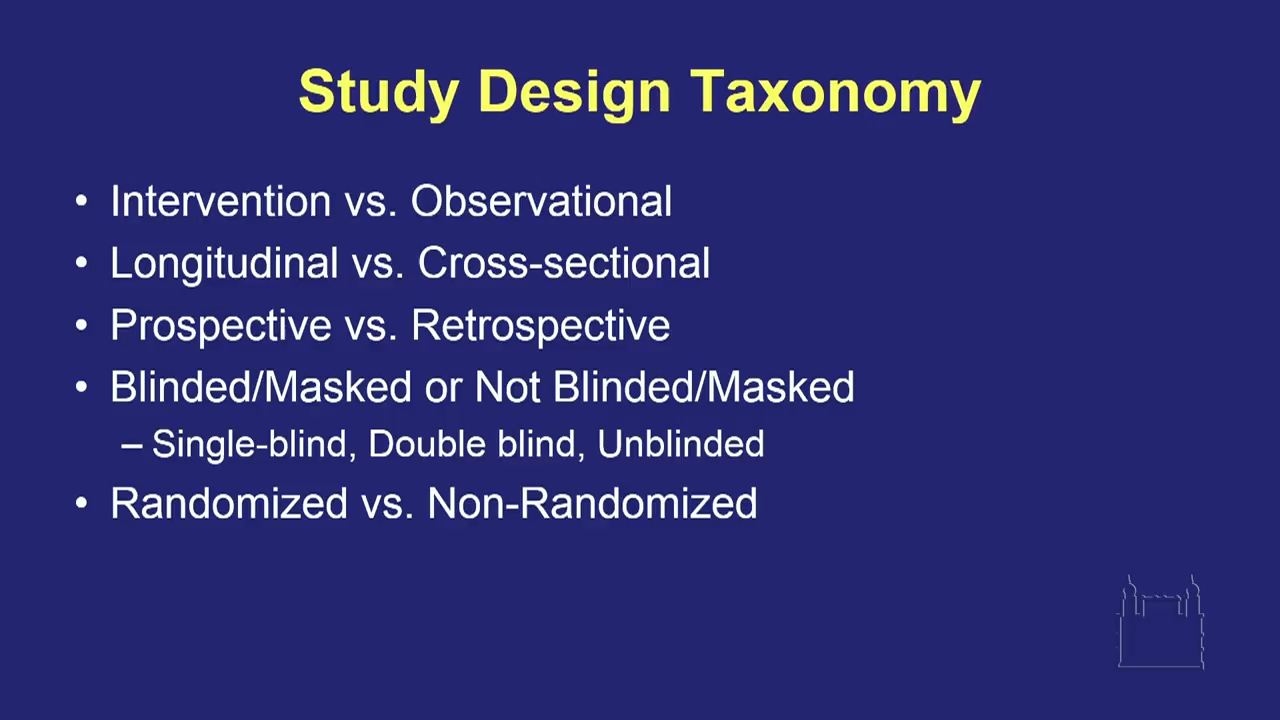 Study Design Taxonomy
• Intervention vs. Observational
• Longitudinal vs. Cross-sectional
• Prospective vs. Retrospective
• Blinded/Masked or Not Blinded/Masked
– Single-blind, Double blind, Unblinded
• Randomized vs. Non-Randomized